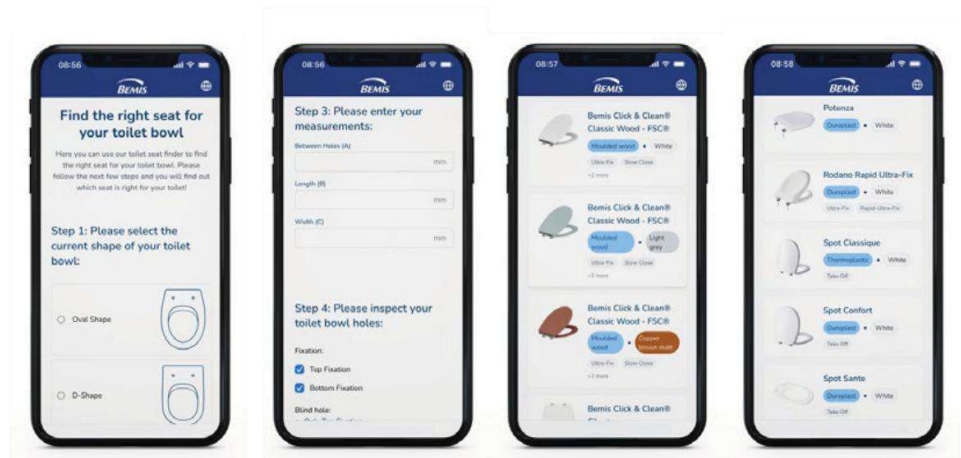 08:56
BEMIS
Find the right seat for
your toilet bowl
Here you can use our toilet seat finder to find
the right seat for your toilet bowl. Please
follow the next few steps and you will find out
which seat is right for your toilet!
Step 1: Please select the
current shape of your toilet
bowl:
Oval Shape
D-Shape
08:56
BEMIS
Step 3: Please enter your
measurements:
Between Holes (A)
mm
Length (B)
mm
Width (C)
mm
Step 4: Please inspect your
toilet bowl holes:
Fixation:
Top Fixation
Bottom Fixation
Blind hole:
08:57
BEMIS
Bemis Click & Clean®
Classic Wood - FSC®
Moulded wood • White
Ultra-Fix Slow Close
+2 more
Bemis Click & Clean®
Classic Wood - FSC®
Moulded
wood • Light
grey
Ultra-Fix Slow Close
+2 more
Bemis Click & Clean®
Classic Wood - FSC®
Moulded
wood • Copper
brown matt
Ultra-Fix Slow Close
+2 more
Bemis Click & Clean®
08:58
BEMIS
Potenza
Duroplast • White
Rodano Rapid Ultra-Fix
Duroplast • White
Ultra-Fix Rapid-Ultra-Fix
Spot Classique
Thermoplastic • White
Take Off
Spot Confort
Duroplast • White
Take Off
Spot Sante
Duroplast • White
Take Off